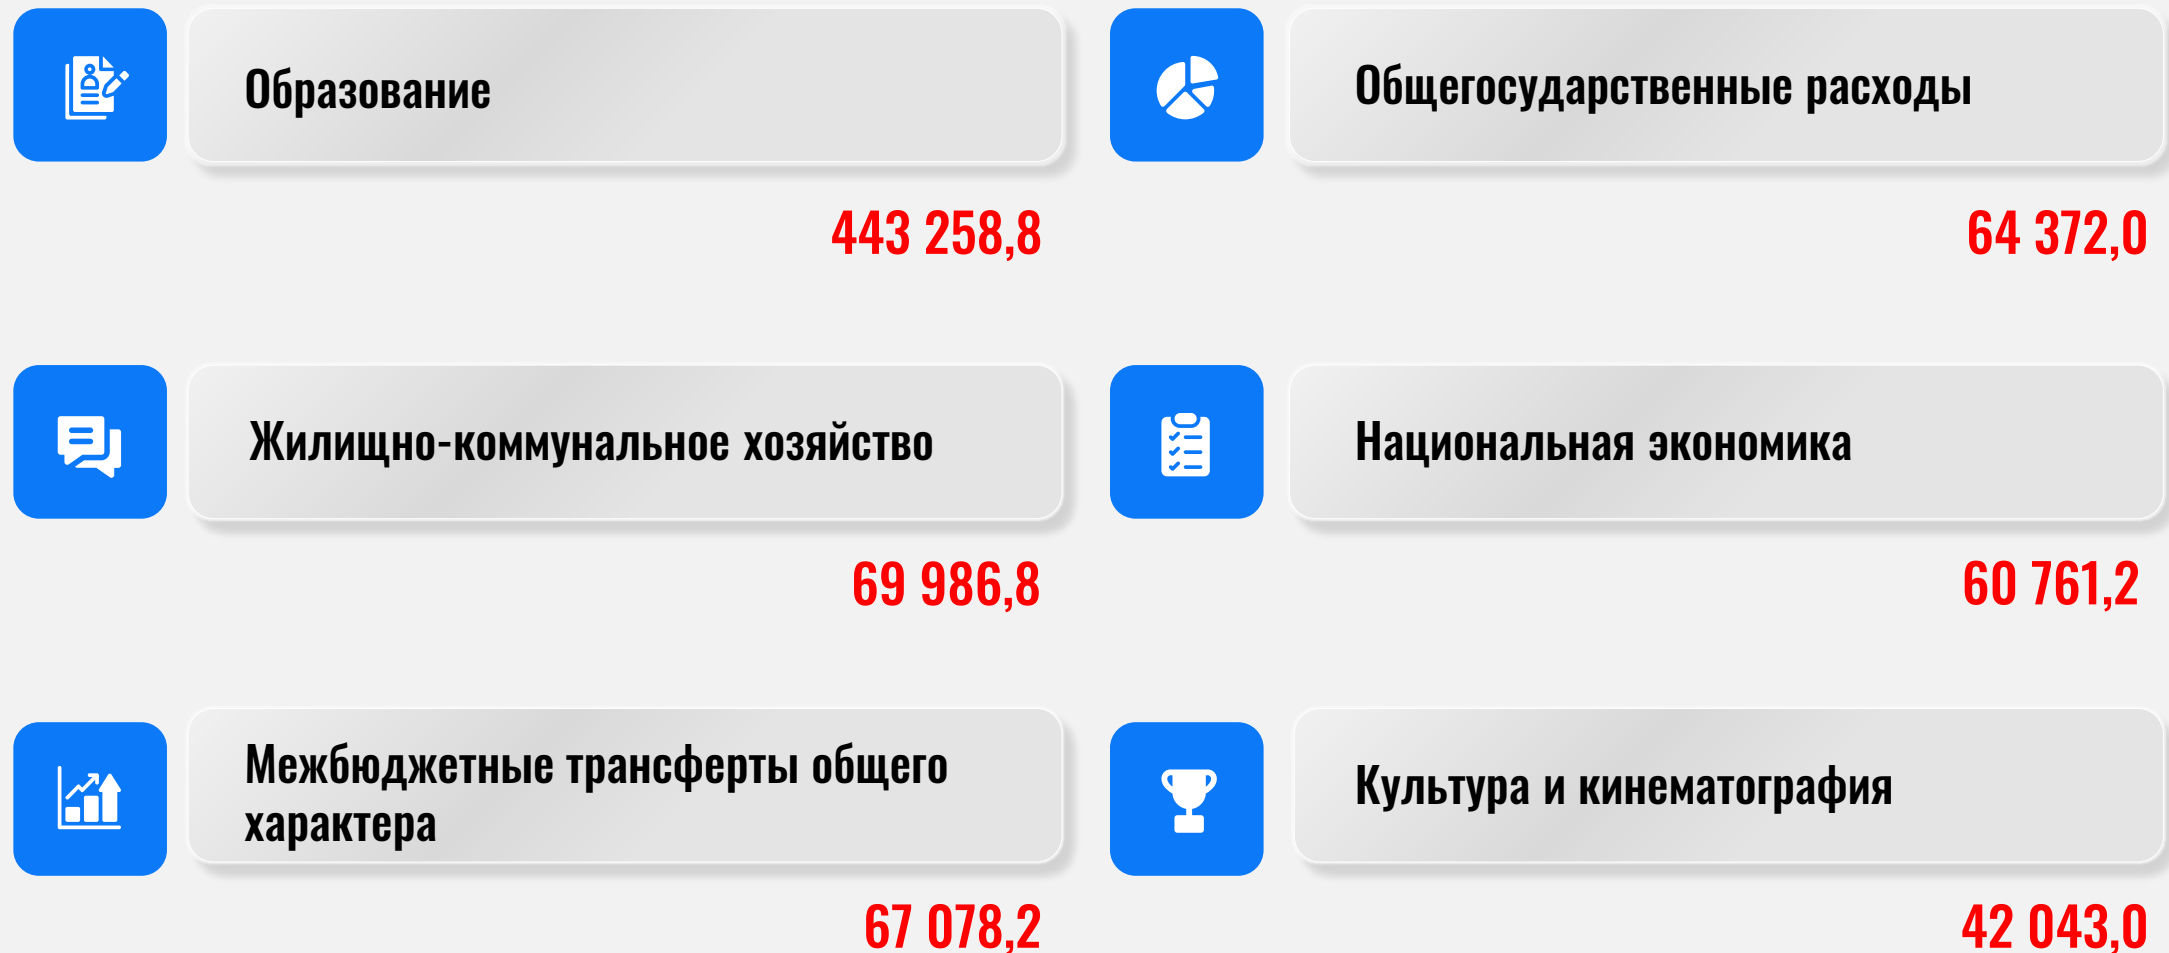 Образование
443 258,8
Общегосударственные расходы
64 372,0
Жилищно-коммунальное хозяйство
69 986,8
Национальная экономика
60 761,2
Межбюджетные трансферты общего
характера
67 078,2
Культура и кинематография
42 043,0